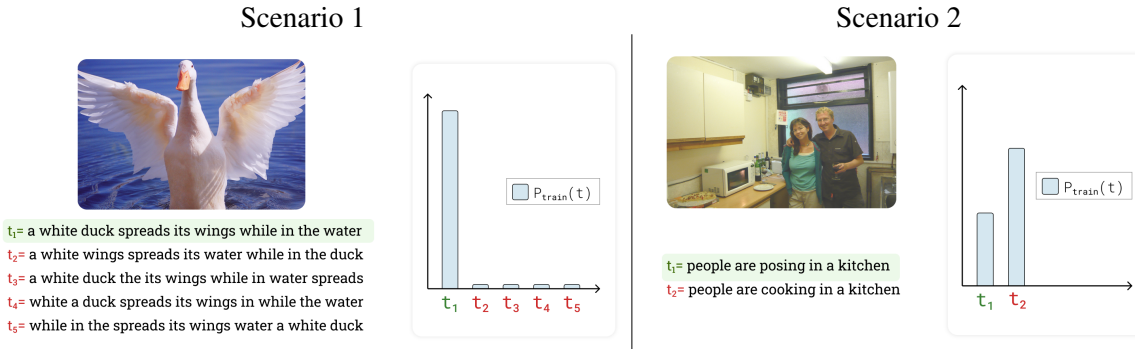 Scenario 1
Scenario 2
P_train(t)
t₁ t₂ t₃ t₄ t₅
t₁= a white duck spreads its wings while in the water
t₂= a white wings spreads its water while in the duck
t₃= a white duck the its wings while in water spreads
t₄= white a duck spreads its wings in while the water
t₅= while in the spreads its wings water a white duck
P_train(t)
t₁ t₂
t₁= people are posing in a kitchen
t₂= people are cooking in a kitchen